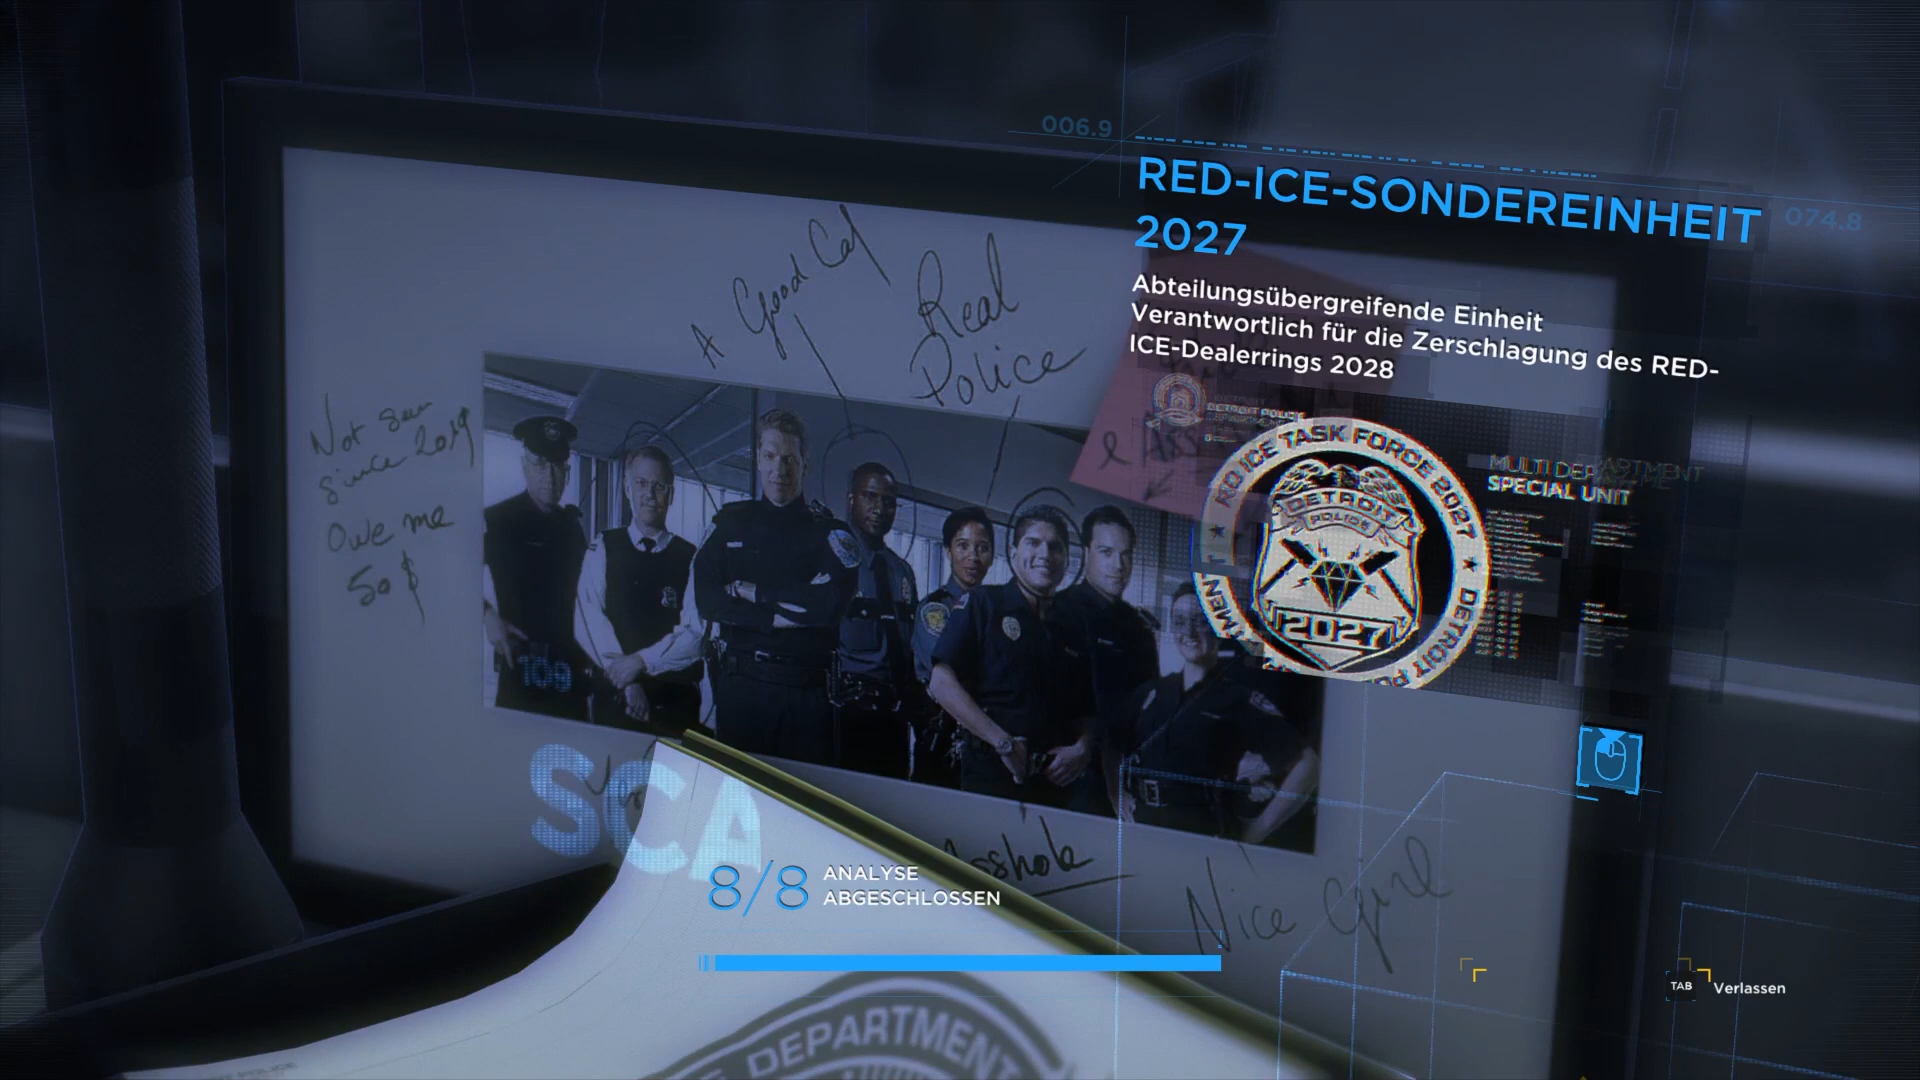 006.9
RED-ICE-SONDEREINHEIT
2027
074.8
Abteilungsübergreifende Einheit
Verantwortlich für die Zerschlagung des RED-
ICE-Dealerrings 2028
A Good Cat
Real
Police
Not seen
since 2019
Owe me
50 $
RED ICE TASK FORCE 2027
DETROIT
POLICE
2027
MULTI DEPARTMENT
SPECIAL UNIT
109
SCA
8/8
ANALYSE
ABGESCHLOSSEN
Asshole
Nice Girl
DEPARTMENT
TAB
Verlassen